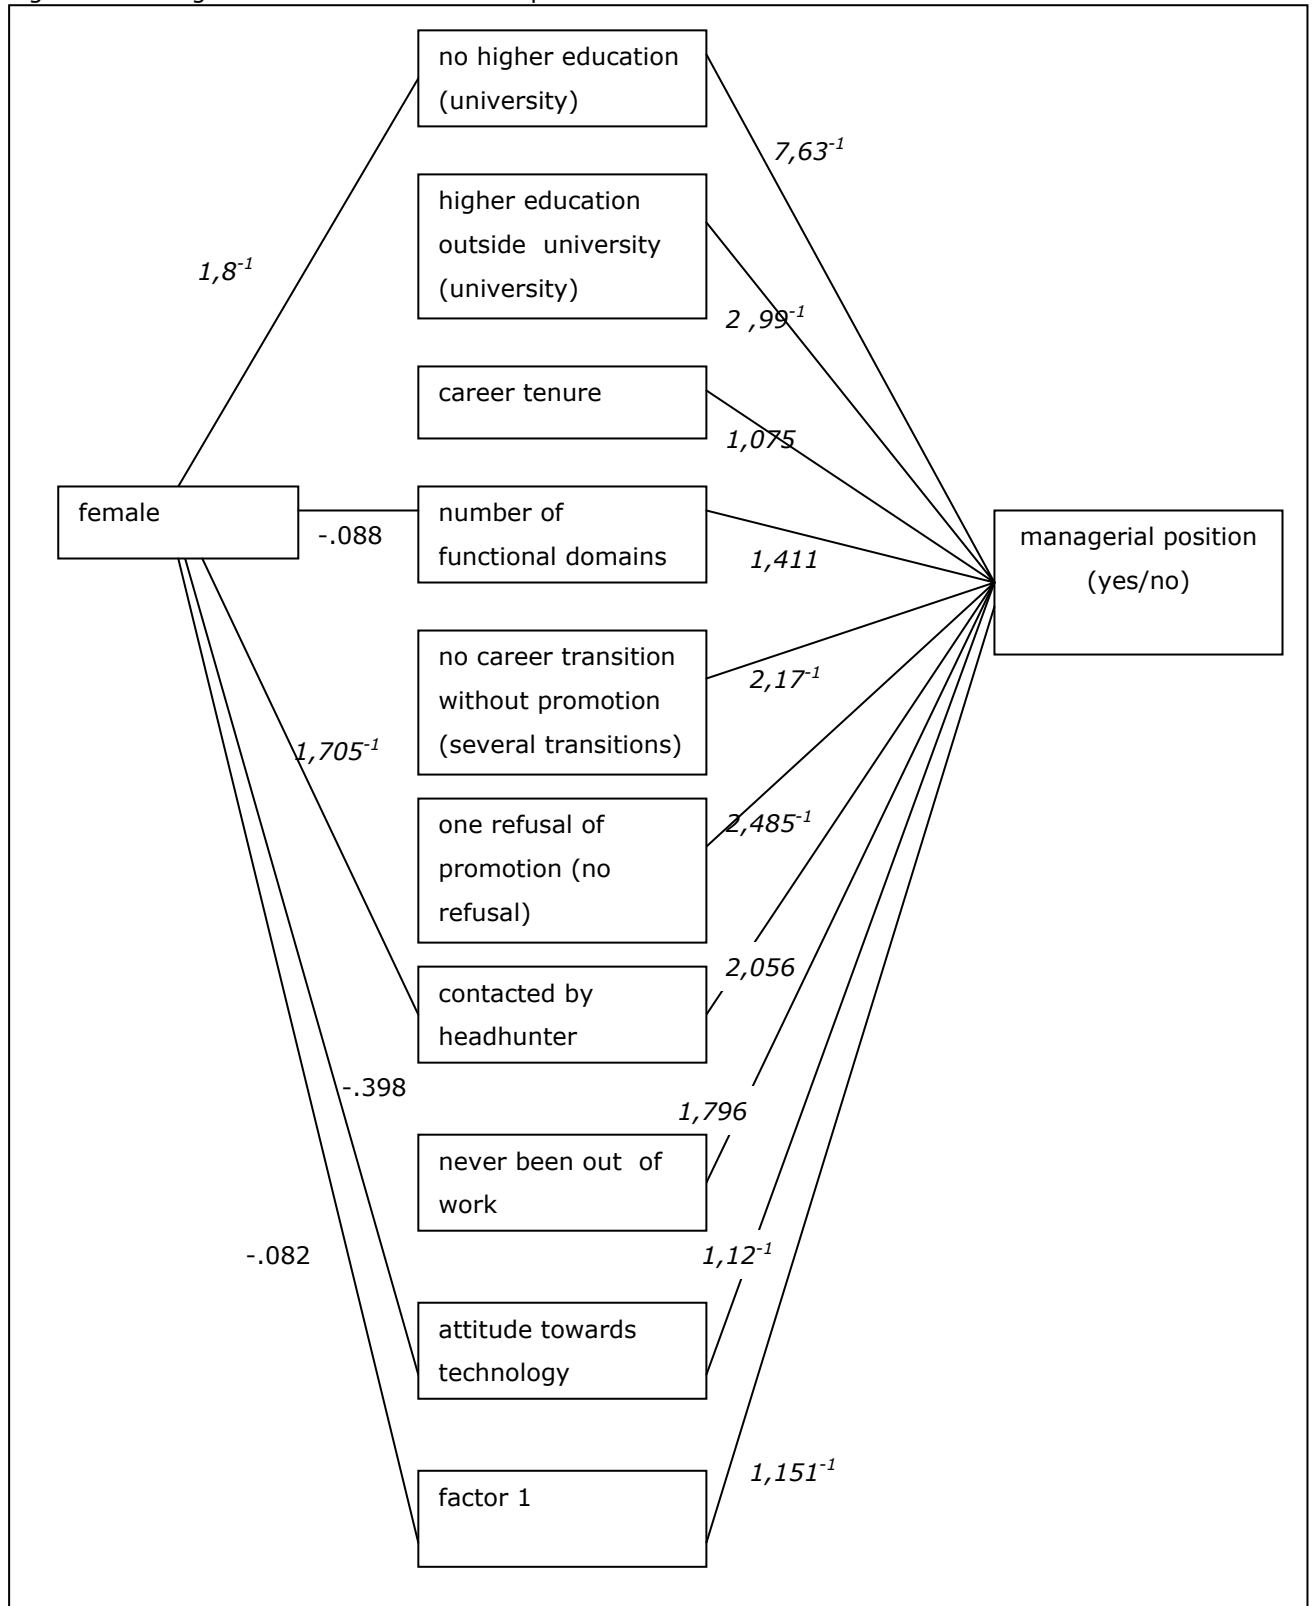 no higher education
(university)
7,63⁻¹
higher education
outside university
(university)
1,8⁻¹
2 ,99⁻¹
career tenure
1,075
female
-.088
number of
functional domains
1,411
managerial position
(yes/no)
no career transition
without promotion
(several transitions)
2,17⁻¹
1,705⁻¹
one refusal of
promotion (no
refusal)
2,485⁻¹
contacted by
headhunter
2,056
-.398
1,796
never been out of
work
-.082
1,12⁻¹
attitude towards
technology
factor 1
1,151⁻¹